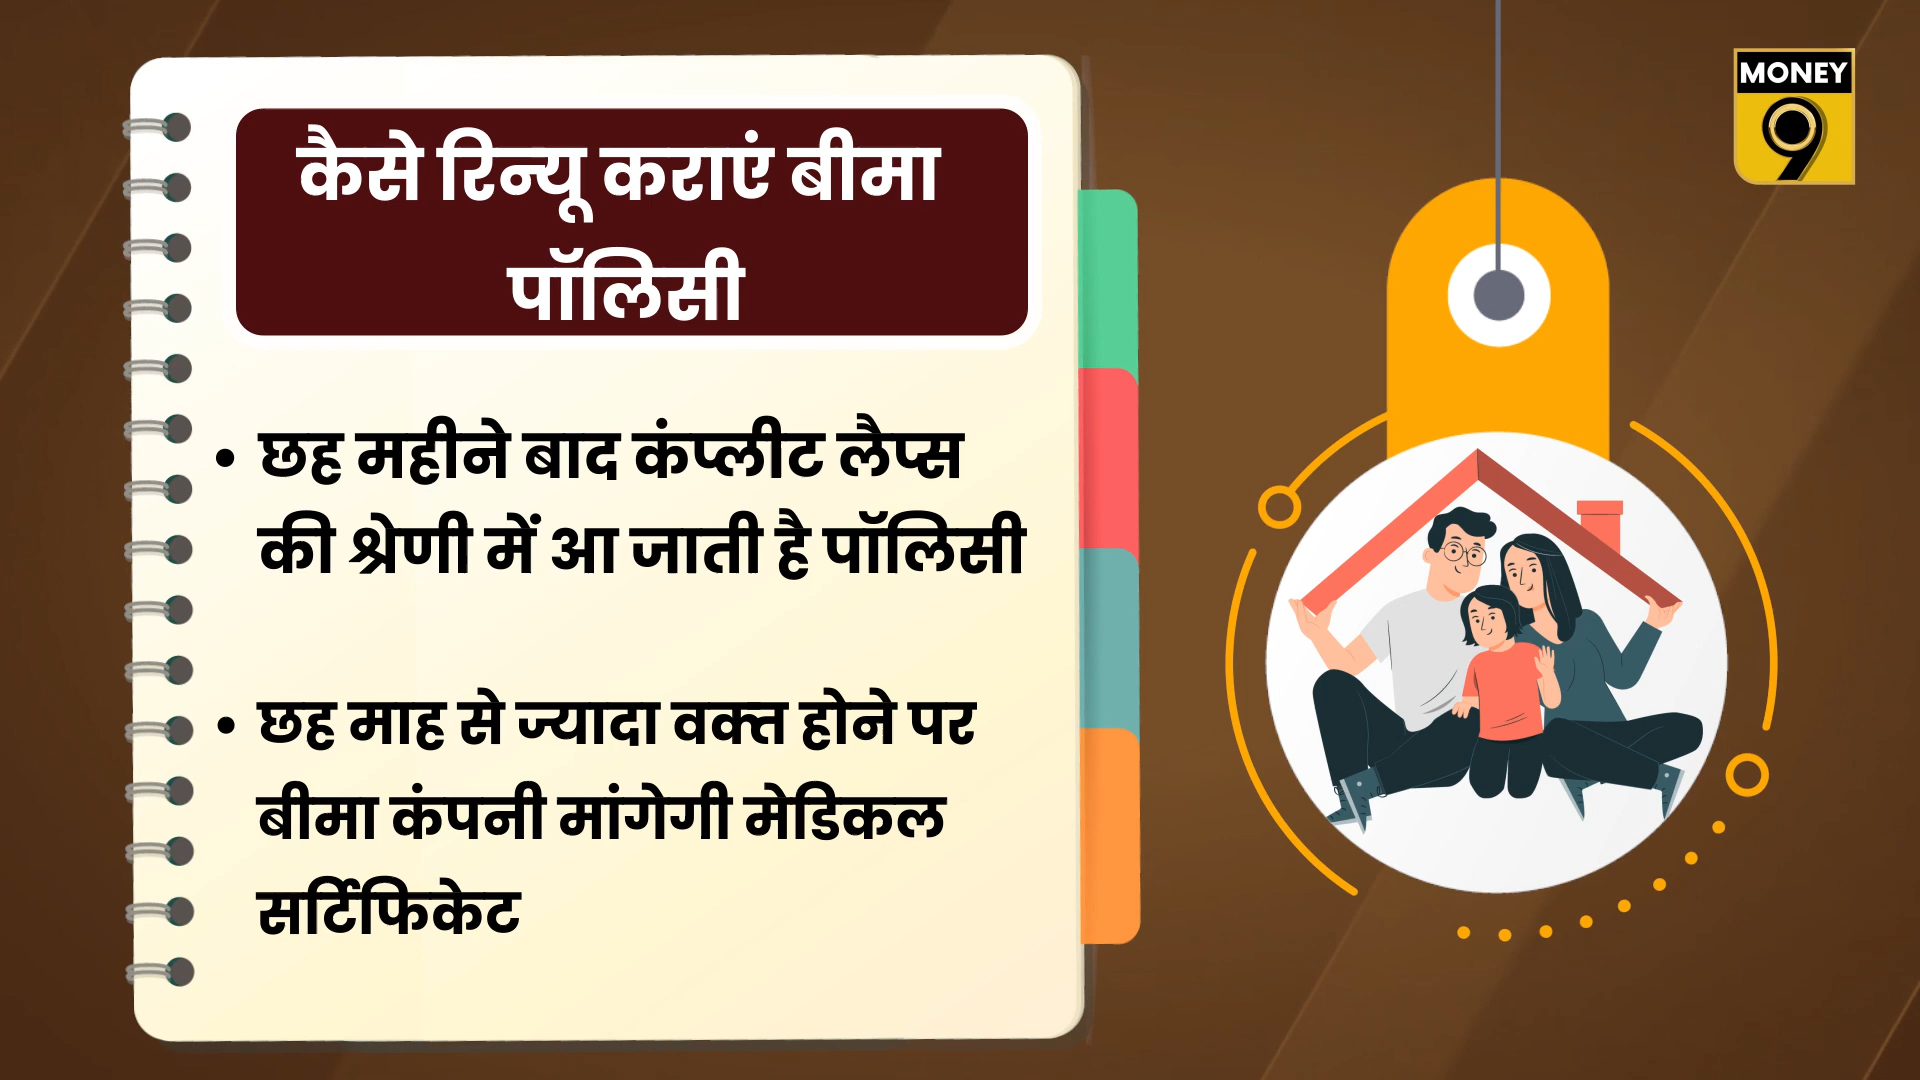 कैसे रिन्यू कराएं बीमा
पॉलिसी
• छह महीने बाद कंप्लीट लैप्स
की श्रेणी में आ जाती है पॉलिसी
• छह माह से ज्यादा वक्त होने पर
बीमा कंपनी मांगेगी मेडिकल
सर्टिफिकेट
MONEY
9